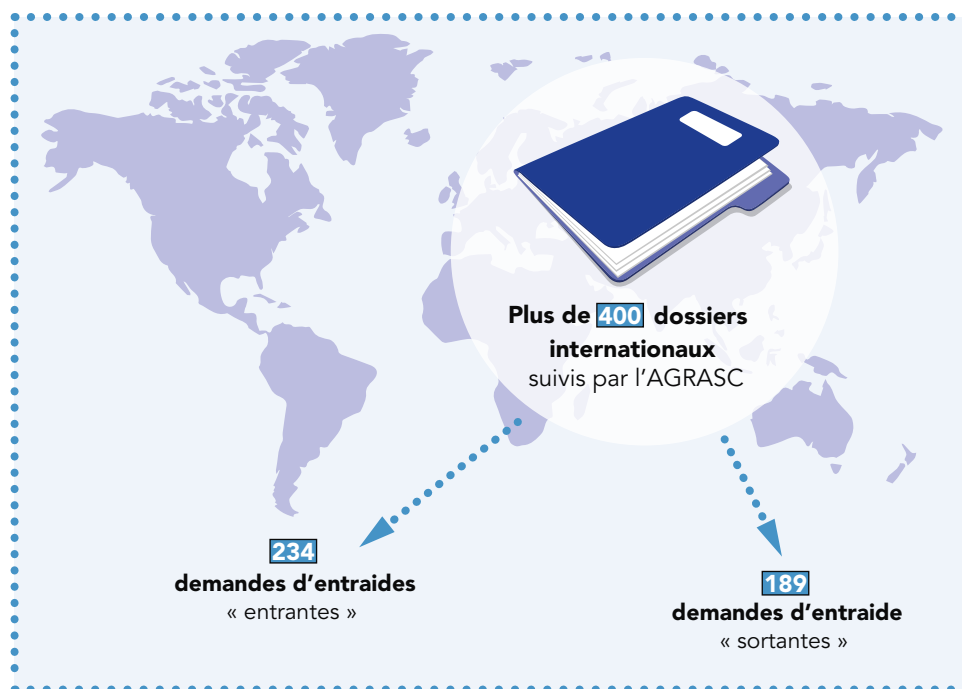 Plus de 400 dossiers
internationaux
suivis par l’AGRASC
234
demandes d’entraides
« entrantes »
189
demandes d’entraide
« sortantes »